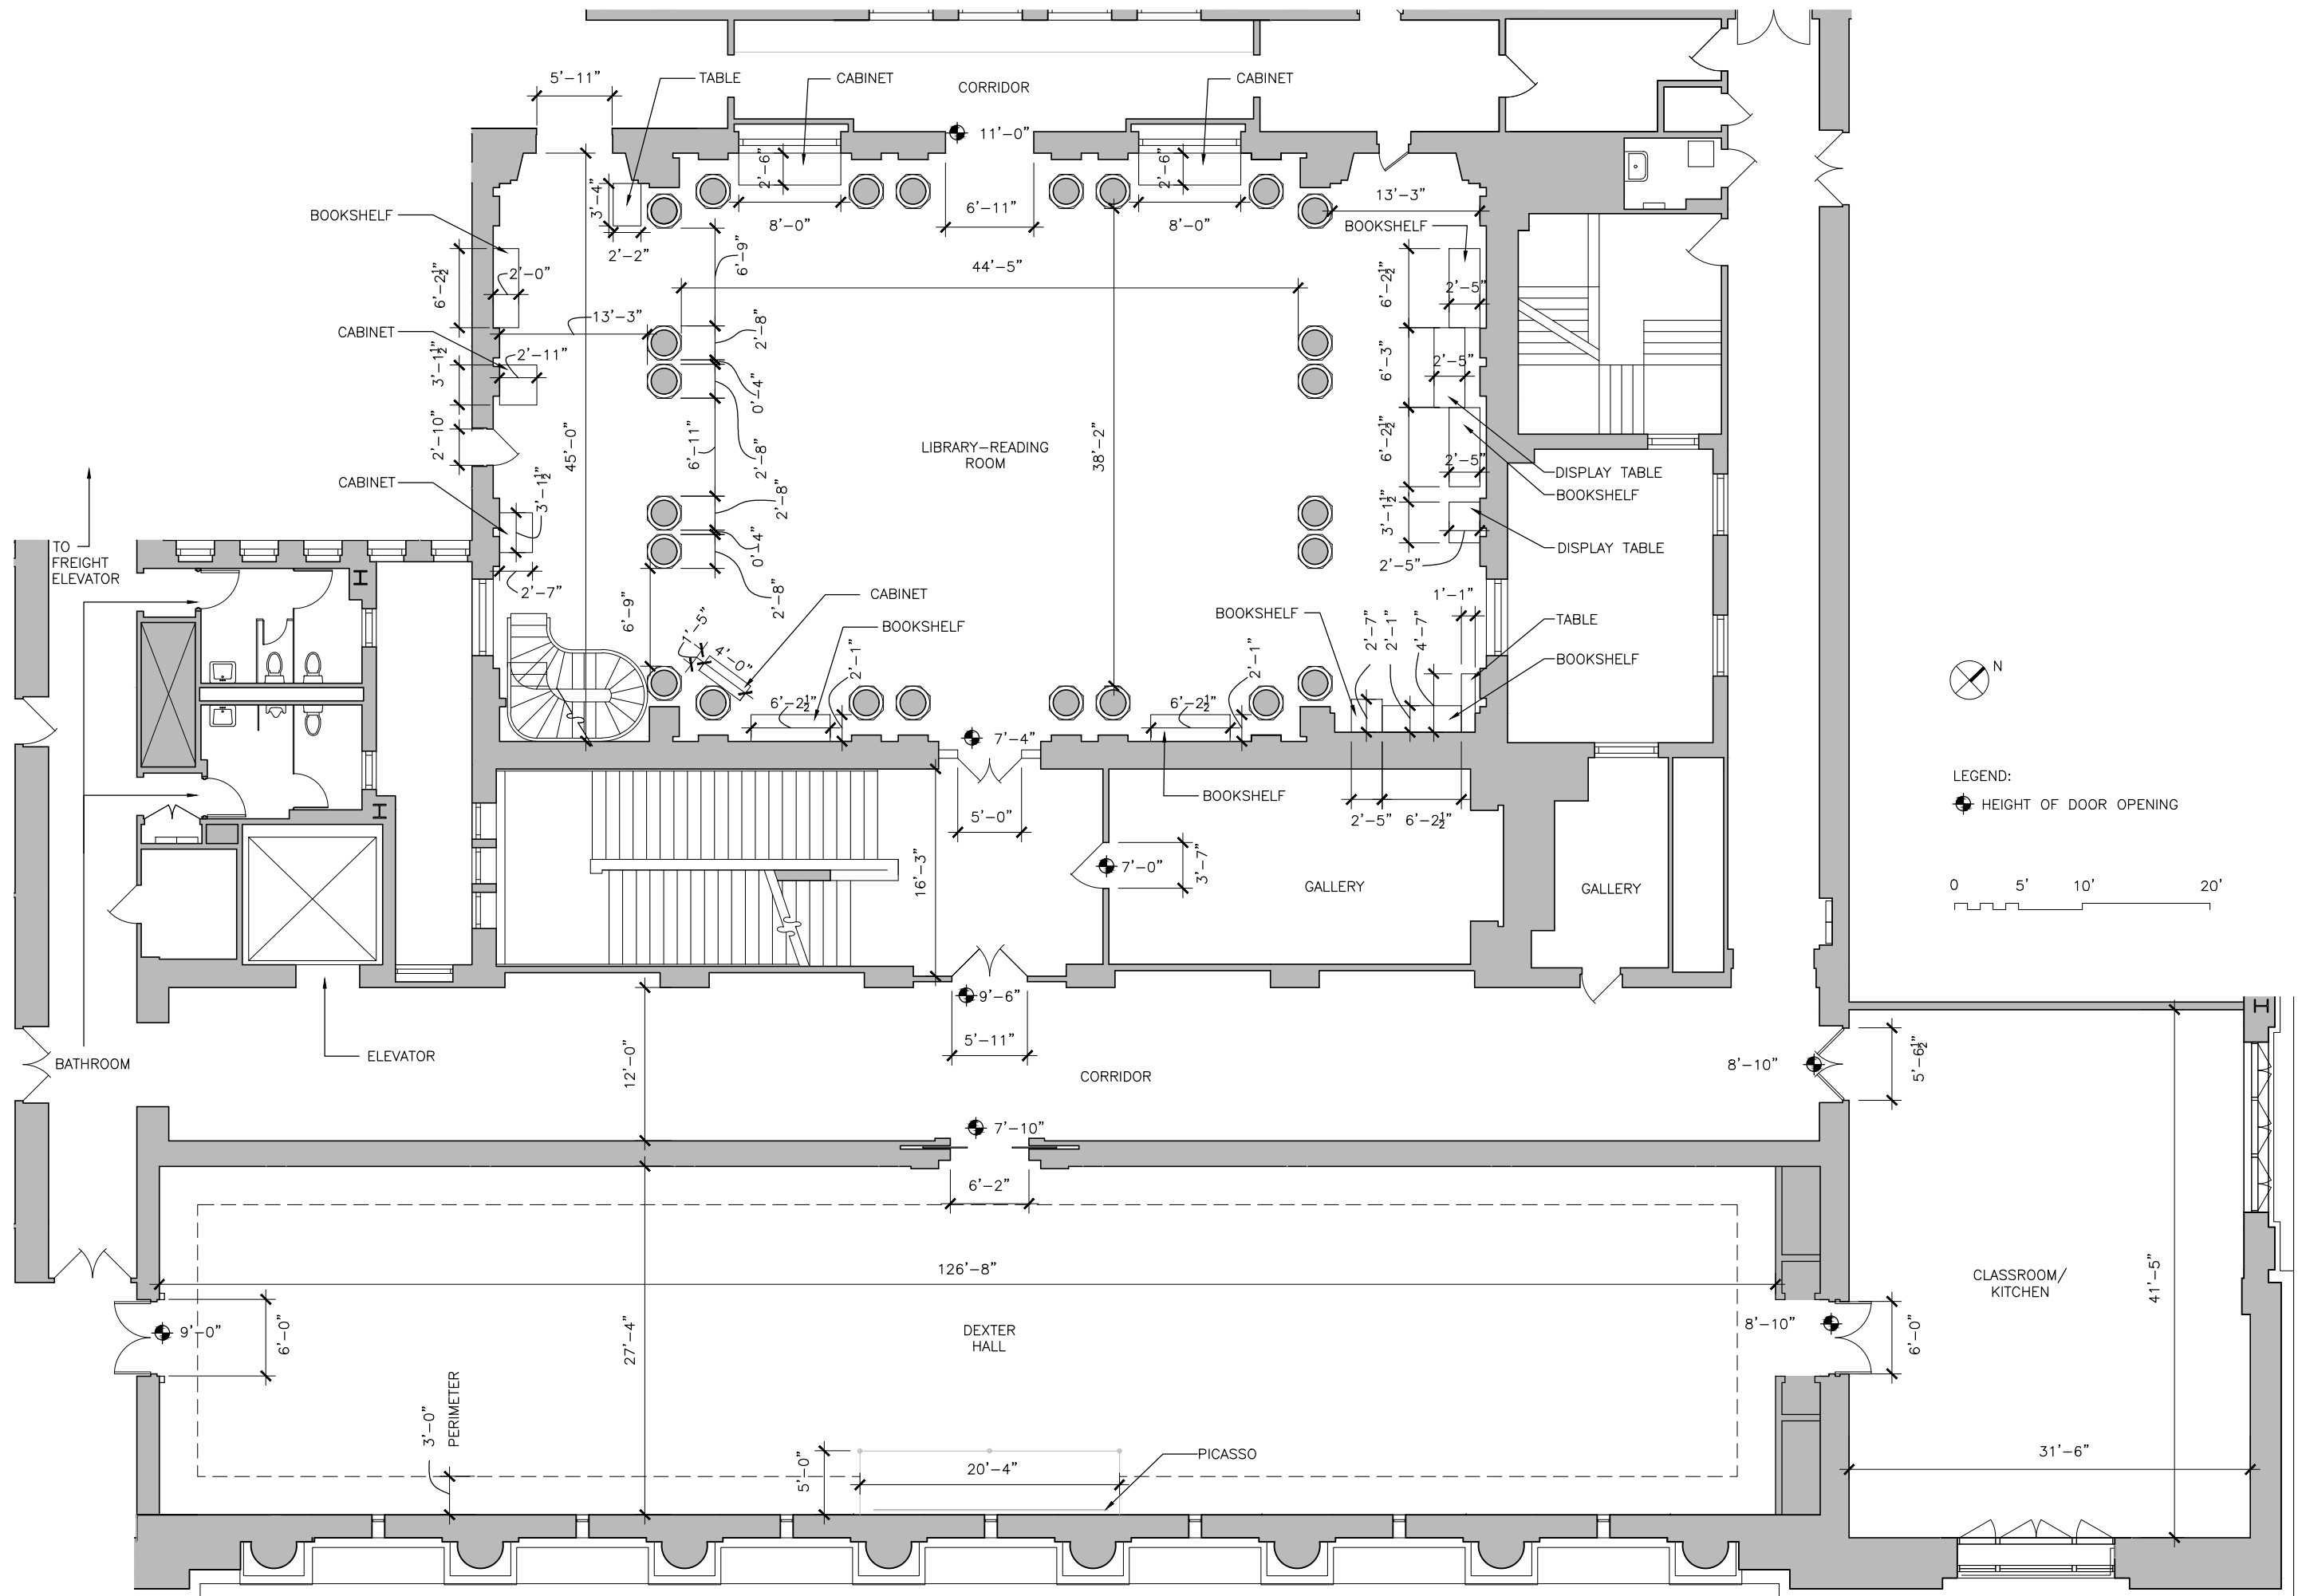 5'-11"
TABLE
CABINET
CORRIDOR
CABINET
11'-0"
2'-6"
2'-6"
3'-4"
13'-3"
BOOKSHELF
8'-0"
6'-11"
8'-0"
BOOKSHELF
2'-2"
6'-9
44'-5"
6'-2½"
2'-0"
6'-2½"
2'-5"
13'-3"
2'-8"
CABINET
2'-11"
3'-1½"
6'-3"
2'-5"
0'-4"
2'-10"
45'-0"
6'-11"
2'-8"
LIBRARY-READING
ROOM
38'-2"
6'-2½"
2'-5"
DISPLAY TABLE
BOOKSHELF
CABINET
3'-1½"
2'-8"
3'-1½"
TO
FREIGHT
ELEVATOR
0'-4"
DISPLAY TABLE
2'-5"
2'-7"
2'-8"
6'-9"
CABINET
BOOKSHELF
1'-5"
4'-0"
2'-1"
6'-2½"
BOOKSHELF
2'-1"
6'-2½"
2'-7"
2'-1"
4'-7"
1'-1"
TABLE
BOOKSHELF
N
7'-4"
LEGEND:
HEIGHT OF DOOR OPENING
BOOKSHELF
5'-0"
2'-5"
6'-2½"
16'-3"
7'-0"
3'-7"
GALLERY
GALLERY
0 5' 10' 20'
9'-6"
5'-11"
BATHROOM
ELEVATOR
12'-0"
CORRIDOR
8'-10"
5'-6½"
7'-10"
6'-2"
126'-8"
CLASSROOM/
KITCHEN
41'-5"
9'-0"
6'-0"
27'-4"
DEXTER
HALL
8'-10"
6'-0"
3'-0"
PERIMETER
5'-0"
20'-4"
PICASSO
31'-6"